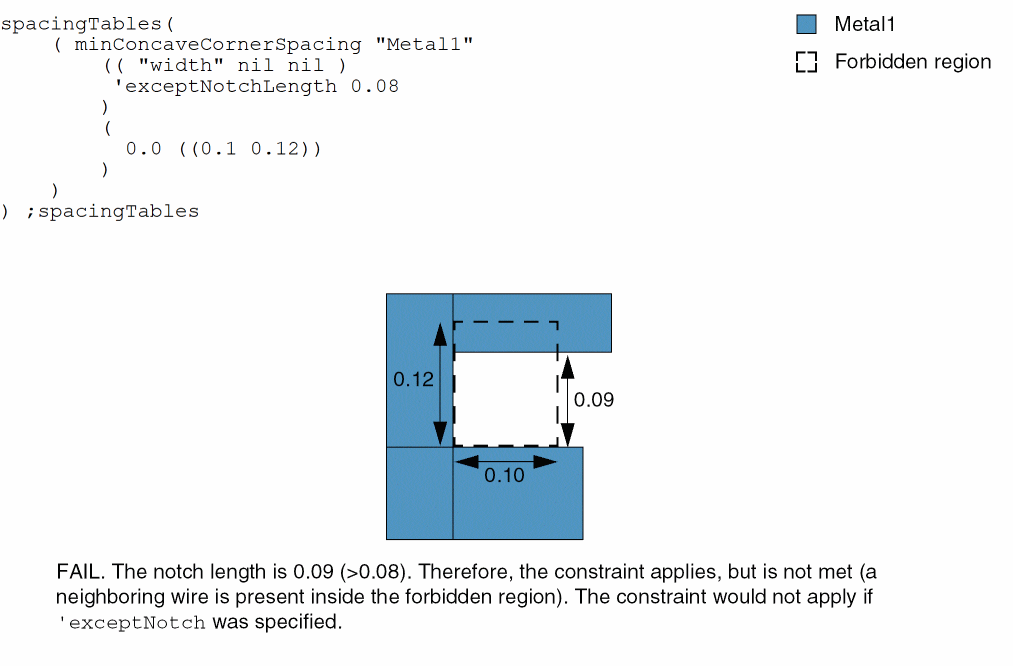 spacingTables(
( minConcaveCornerSpacing "Metal1"
(( "width" nil nil )
'exceptNotchLength 0.08
)
(
0.0 ((0.1 0.12))
)
)
) ;spacingTables
Metal1
Forbidden region
0.12
0.09
0.10
FAIL. The notch length is 0.09 (>0.08). Therefore, the constraint applies, but is not met (a
neighboring wire is present inside the forbidden region). The constraint would not apply if
'exceptNotch was specified.